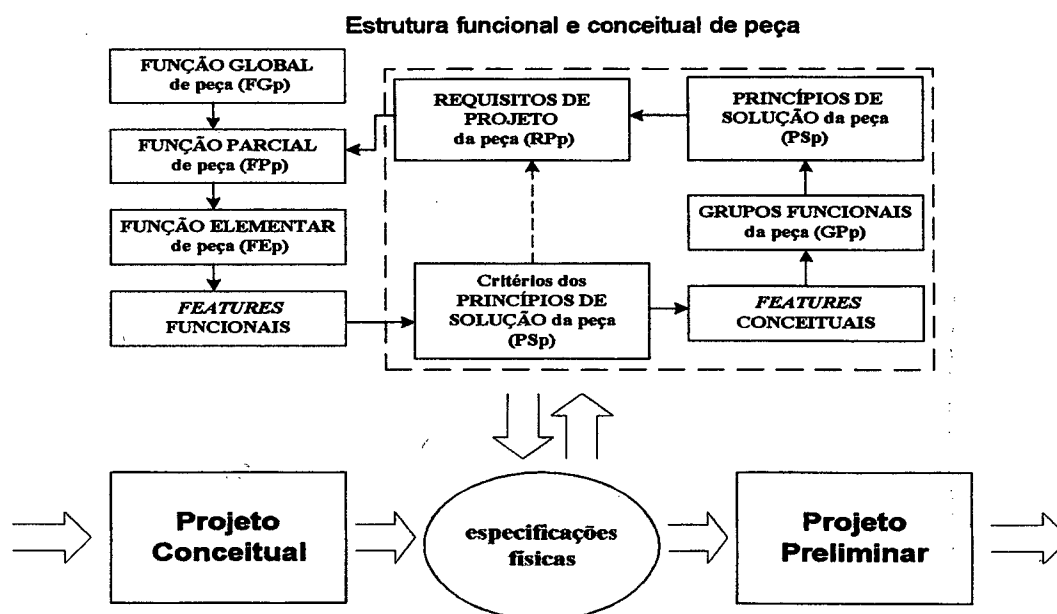 Estrutura funcional e conceitual de peça
FUNÇÃO GLOBAL
de peça (FGp)
FUNÇÃO PARCIAL
de peça (FPp)
FUNÇÃO ELEMENTAR
de peça (FEp)
FEATURES
FUNCIONAIS
REQUISITOS DE
PROJETO
da peça (RPp)
Critérios dos
PRINCÍPIOS DE
SOLUÇÃO da peça
(PSp)
PRINCÍPIOS DE
SOLUÇÃO da peça
(PSp)
GRUPOS FUNCIONAIS
da peça (GPp)
FEATURES
CONCEITUAIS
Projeto
Conceitual
especificações
físicas
Projeto
Preliminar